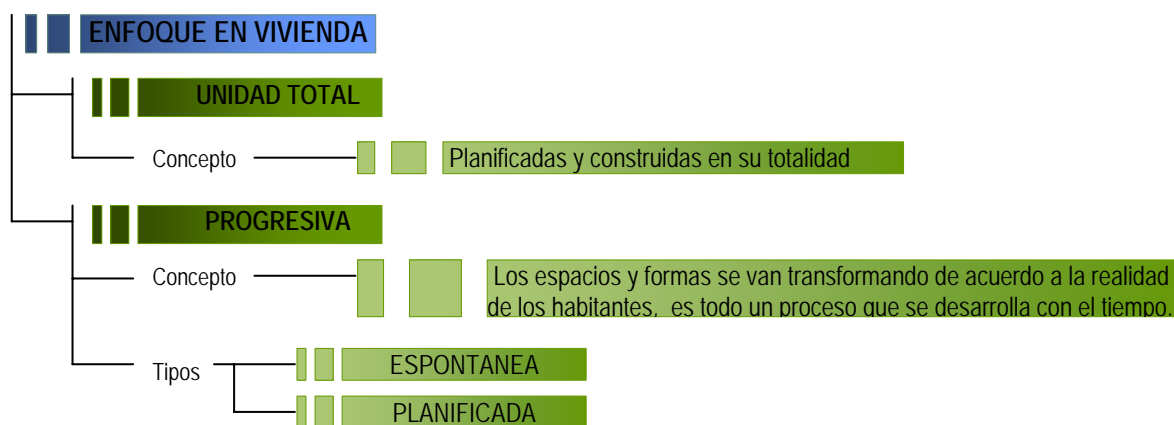 ENFOQUE EN VIVIENDA
UNIDAD TOTAL
Concepto
Planificadas y construidas en su totalidad
PROGRESIVA
Concepto
Los espacios y formas se van transformando de acuerdo a la realidad
de los habitantes, es todo un proceso que se desarrolla con el tiempo.
Tipos
ESPONTANEA
PLANIFICADA